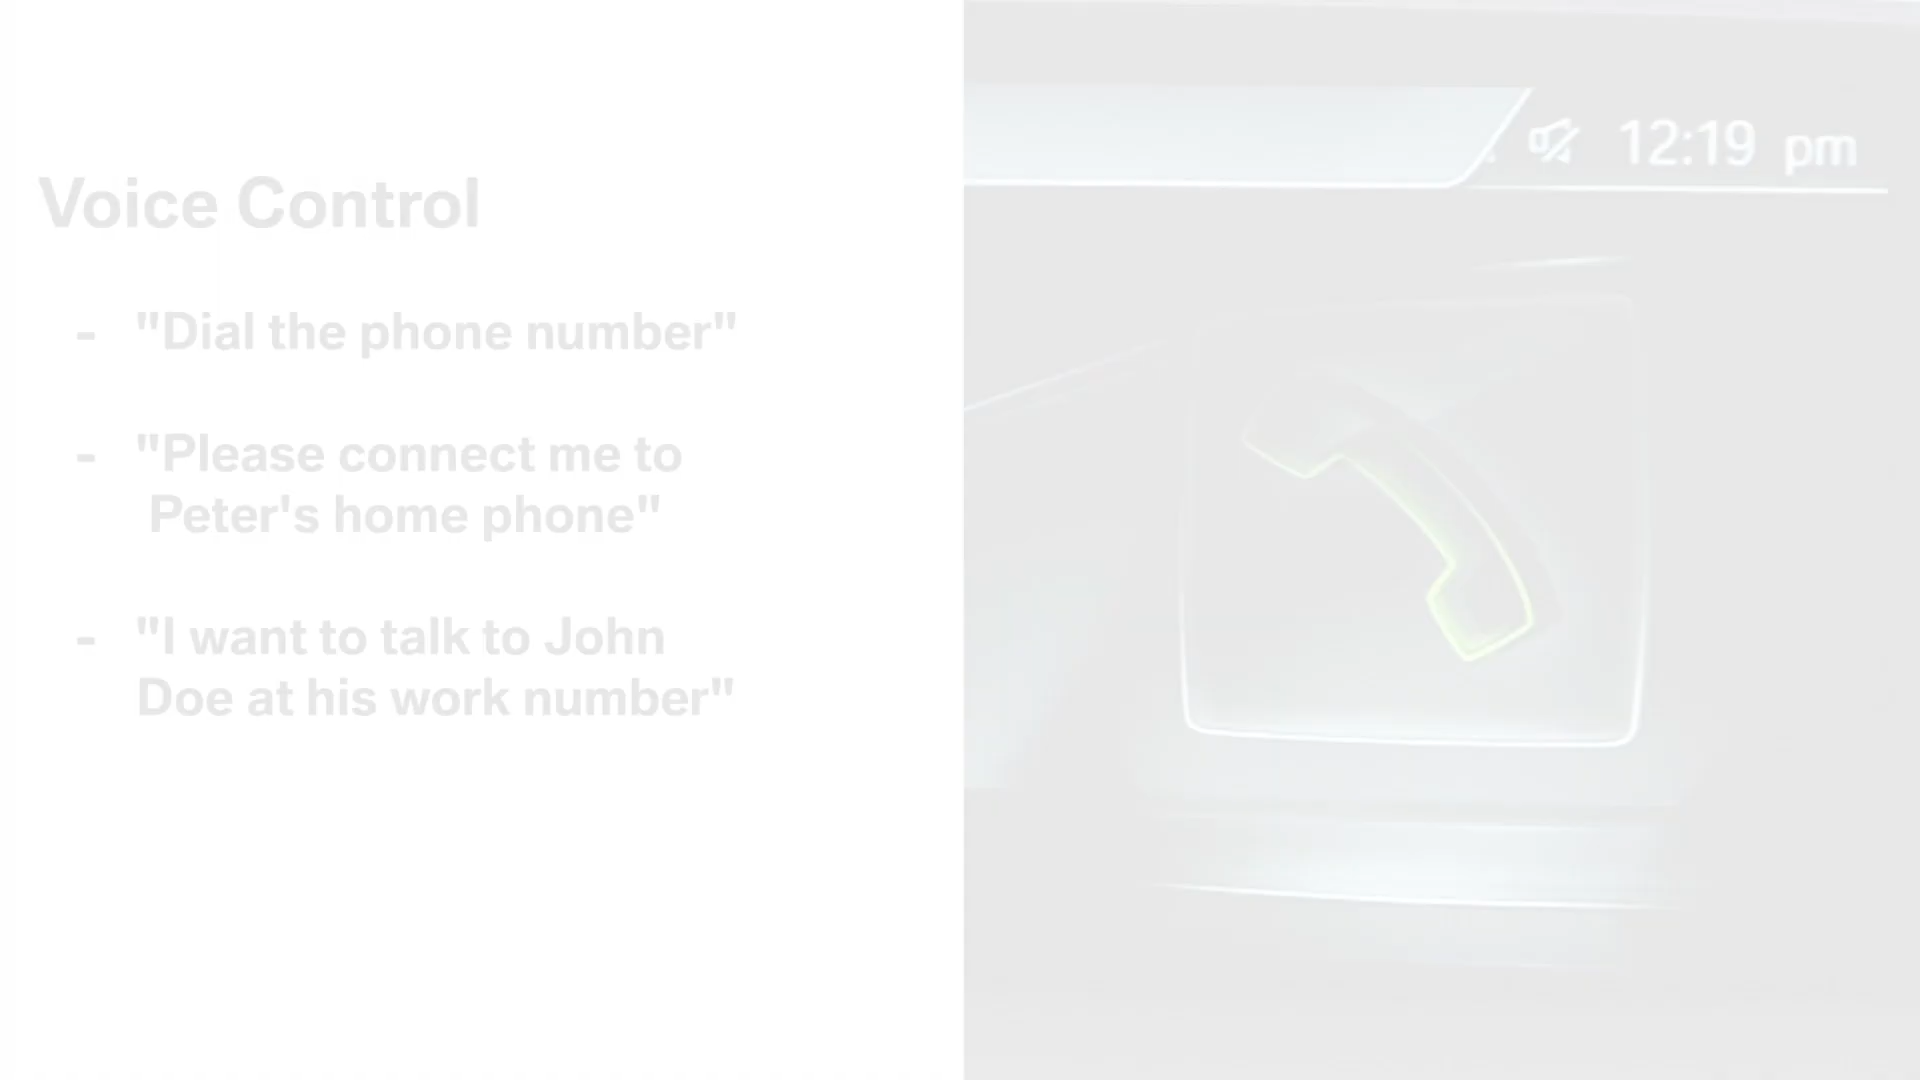 Voice Control
- "Dial the phone number"
- "Please connect me to
Peter's home phone"
- "I want to talk to John
Doe at his work number"
12:19 pm